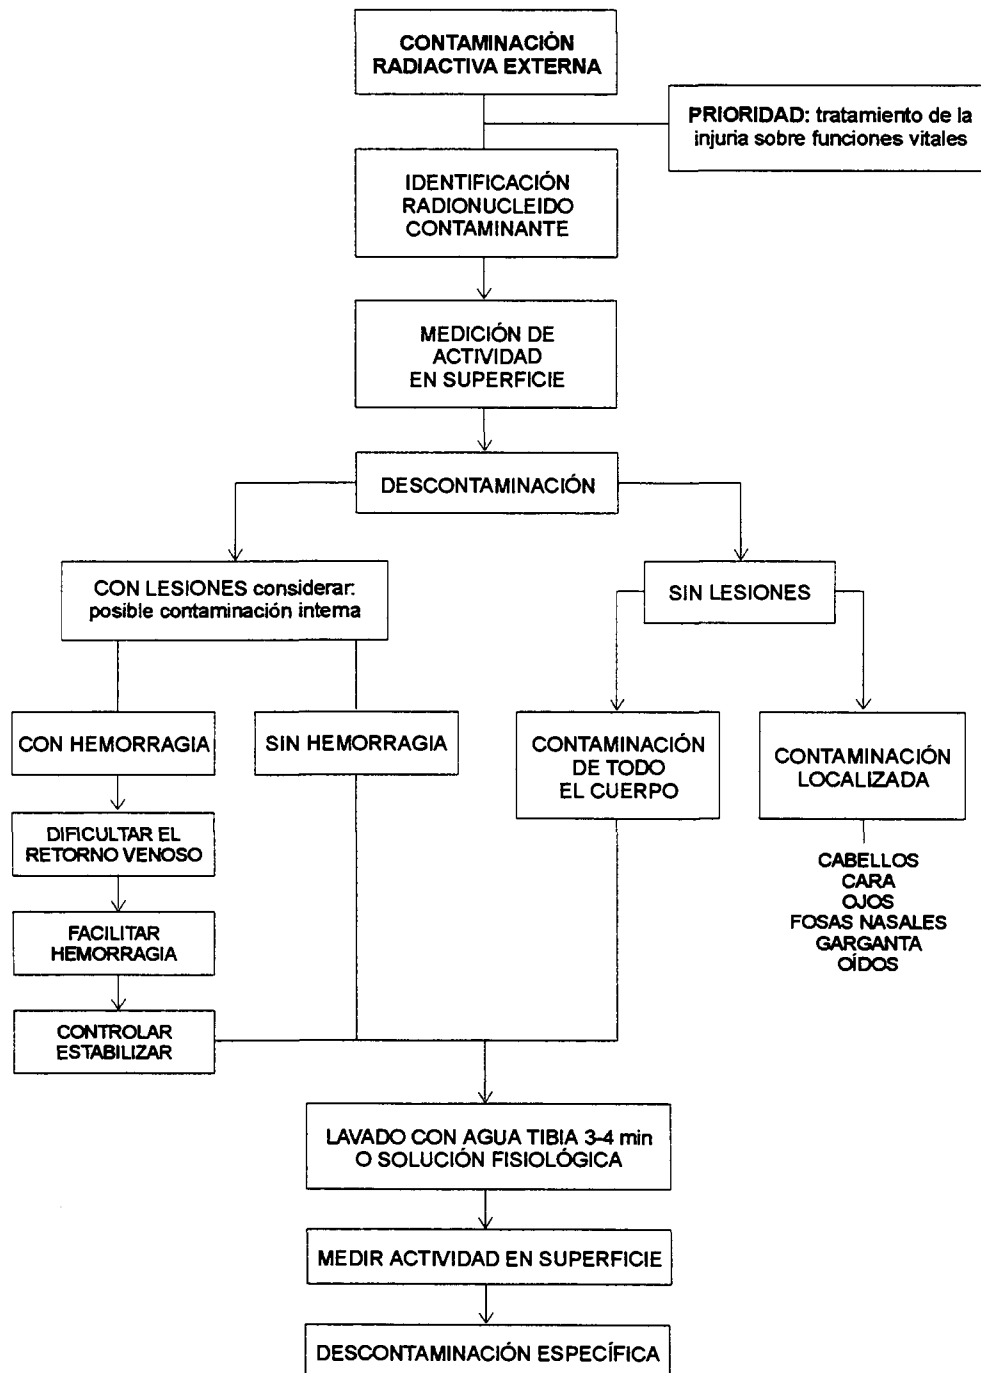 CONTAMINACIÓN
RADIACTIVA EXTERNA
PRIORIDAD: tratamiento de la
injuria sobre funciones vitales
IDENTIFICACIÓN
RADIONUCLEIDO
CONTAMINANTE
MEDICIÓN DE
ACTIVIDAD
EN SUPERFICIE
DESCONTAMINACIÓN
CON LESIONES considerar:
posible contaminación interna
SIN LESIONES
CON HEMORRAGIA
SIN HEMORRAGIA
CONTAMINACIÓN
DE TODO
EL CUERPO
CONTAMINACIÓN
LOCALIZADA
DIFICULTAR EL
RETORNO VENOSO
CABELLOS
CARA
OJOS
FOSAS NASALES
GARGANTA
OÍDOS
FACILITAR
HEMORRAGIA
CONTROLAR
ESTABILIZAR
LAVADO CON AGUA TIBIA 3-4 min
O SOLUCIÓN FISIOLÓGICA
MEDIR ACTIVIDAD EN SUPERFICIE
DESCONTAMINACIÓN ESPECÍFICA